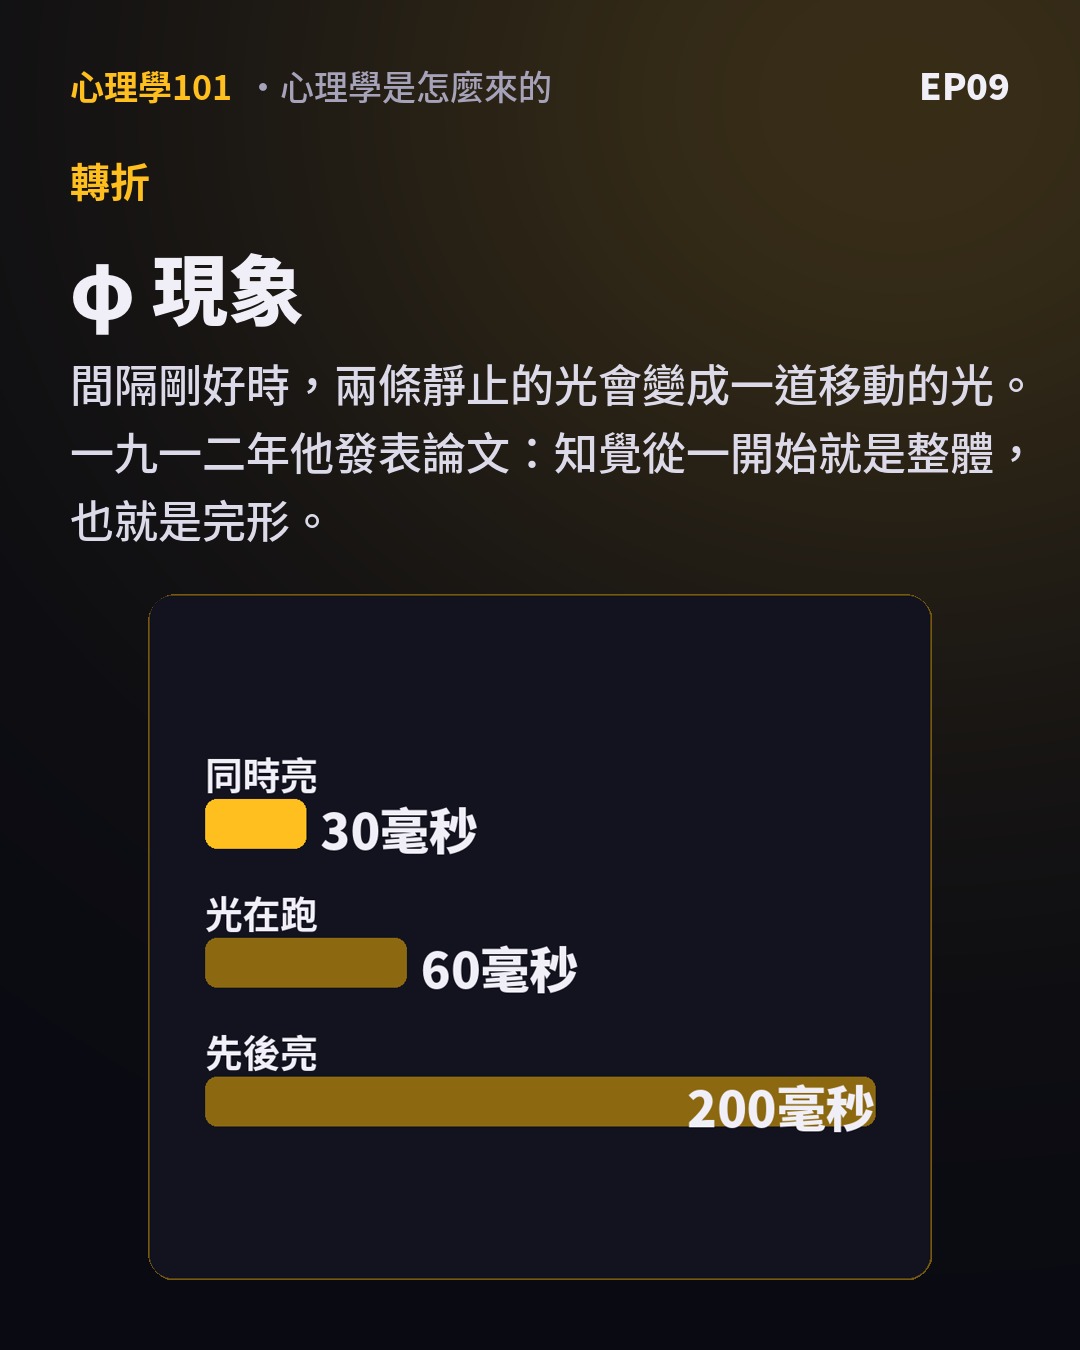 心理學101 ・心理學是怎麼來的
EP09
轉折
φ 現象
間隔剛好時，兩條靜止的光會變成一道移動的光。
一九一二年他發表論文：知覺從一開始就是整體，
也就是完形。
同時亮
30毫秒
光在跑
60毫秒
先後亮
200毫秒